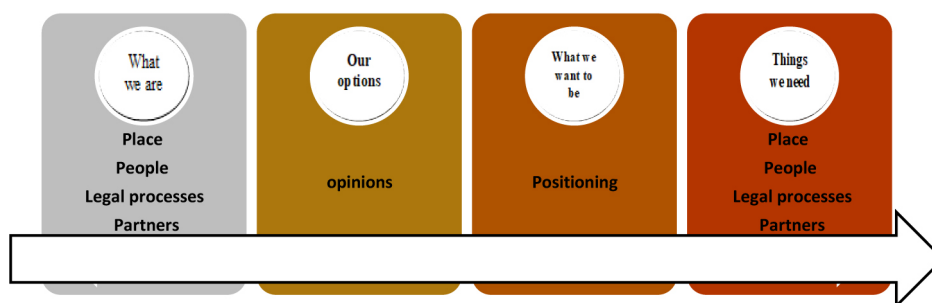 What
we are
Place
People
Legal processes
Partners
Our
options
opinions
What we
want to
be
Positioning
Things
we need
Place
People
Legal processes
Partners